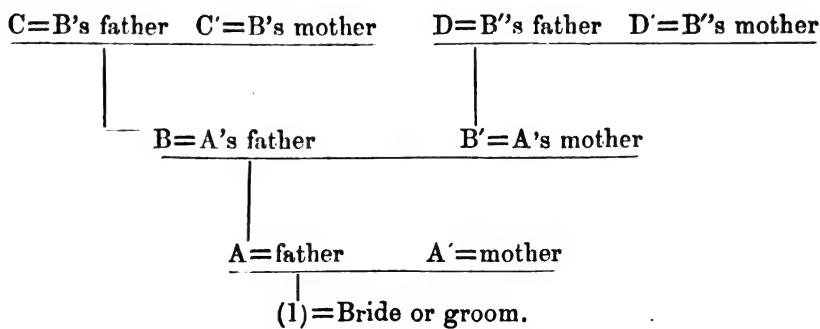 C=B's father C′=B's mother D=B′'s father D′=B′'s mother
B=A's father B′=A's mother
A=father A′=mother
(1)=Bride or groom.